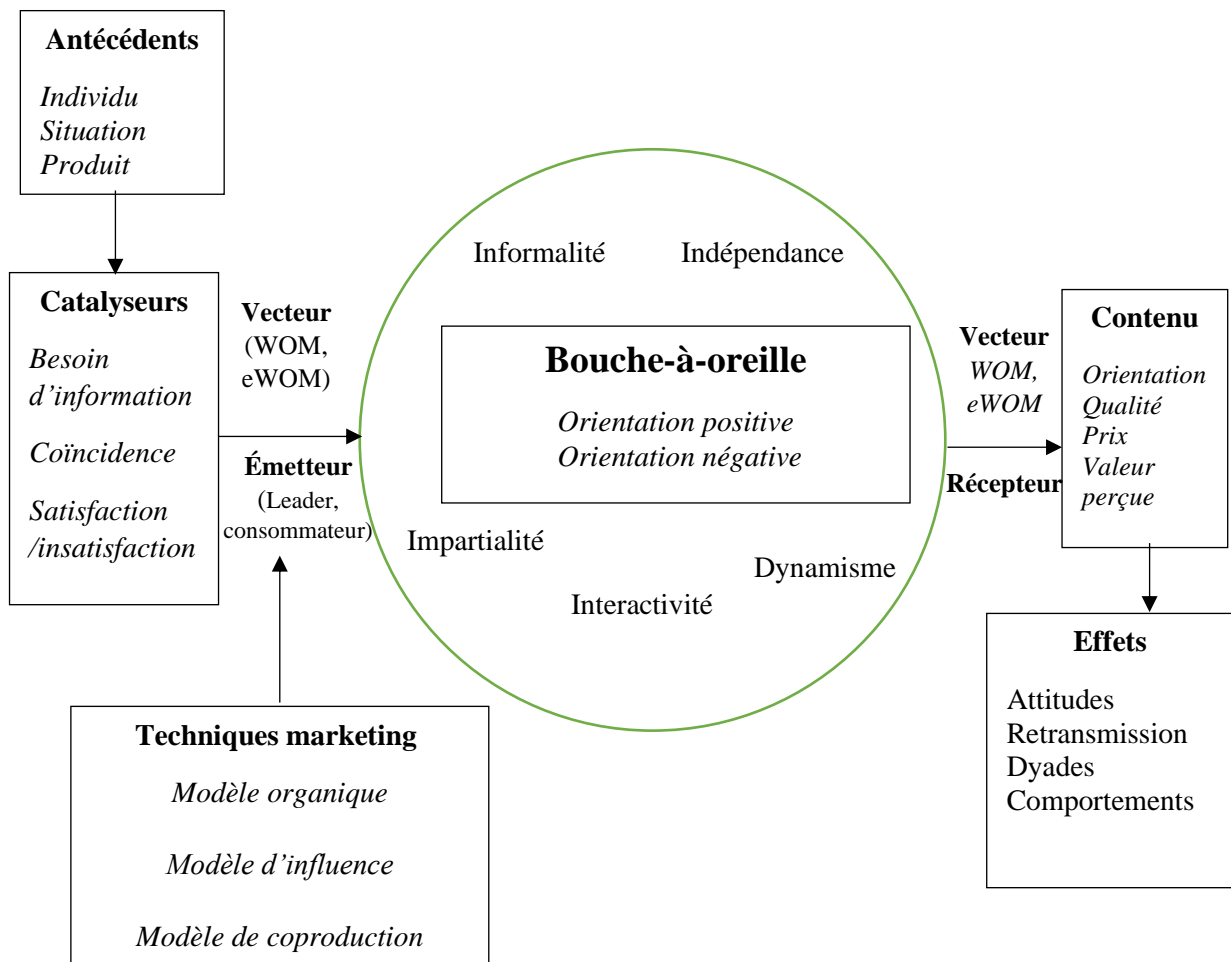 Antécédents
Individu
Situation
Produit
Catalyseurs
Besoin
d’information
Coïncidence
Satisfaction
/insatisfaction
Vecteur
(WOM,
eWOM)
Émetteur
(Leader,
consommateur)
Techniques marketing
Modèle organique
Modèle d’influence
Modèle de coproduction
Informalité
Indépendance
Bouche-à-oreille
Orientation positive
Orientation négative
Impartialité
Dynamisme
Interactivité
Vecteur
WOM,
eWOM
Récepteur
Contenu
Orientation
Qualité
Prix
Valeur
perçue
Effets
Attitudes
Retransmission
Dyades
Comportements